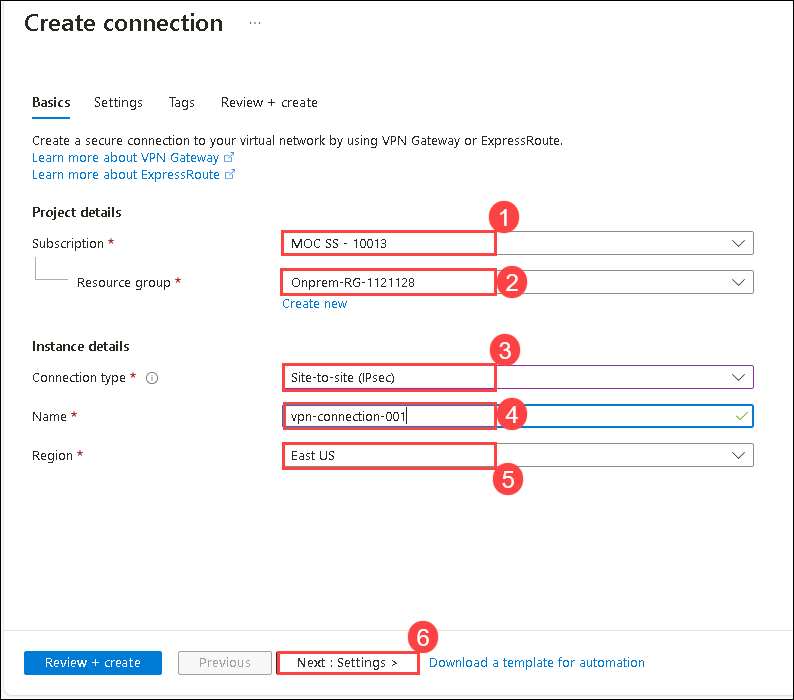 Create connection ...
Basics Settings Tags Review + create
Create a secure connection to your virtual network by using VPN Gateway or ExpressRoute.
Learn more about VPN Gateway
Learn more about ExpressRoute
Project details
1
Subscription * MOC SS - 10013
Resource group * Onprem-RG-1121128 2
Create new
Instance details
3
Connection type * Site-to-site (IPsec)
Name * vpn-connection-001 4
Region * East US
5
6
Review + create Previous Next : Settings > Download a template for automation